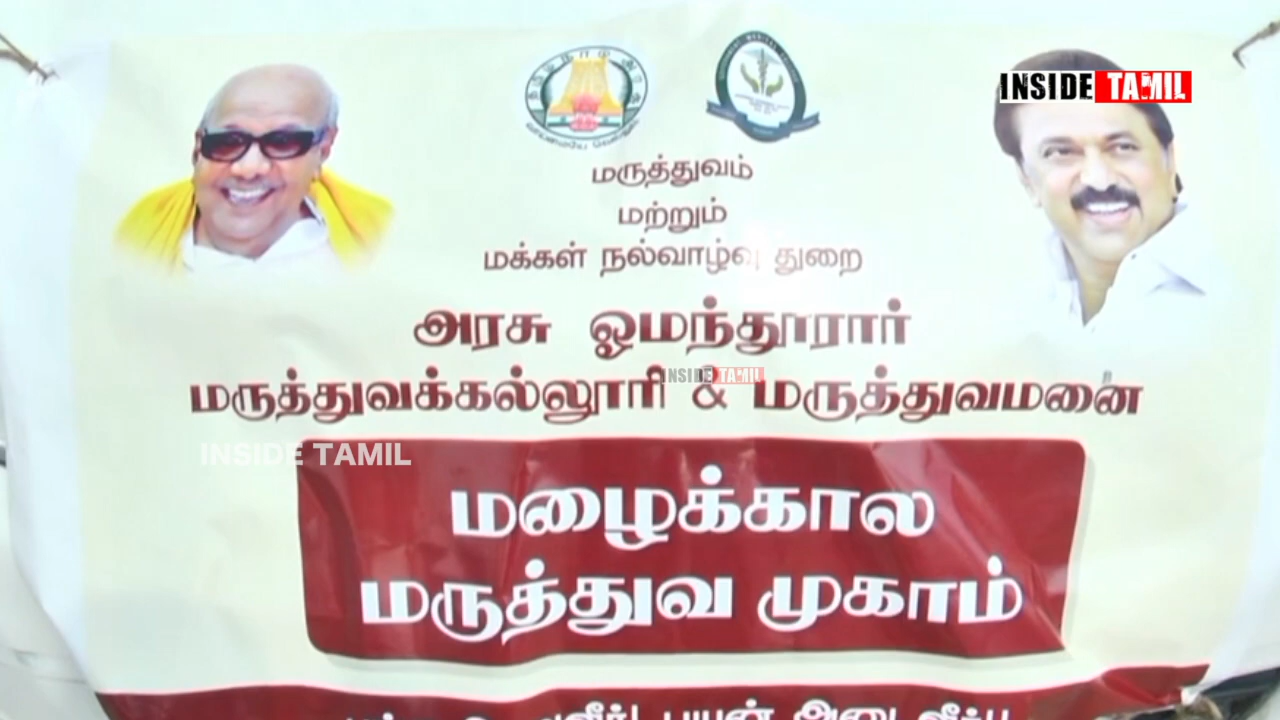 INSIDE TAMIL
மருத்துவம்
மற்றும்
மக்கள் நல்வாழ்வு துறை
அரசு ஓமந்தூரார்
மருத்துவக்கல்லூரி & மருத்துவமனை
INSIDE TAMIL
INSIDE TAMIL
மழைக்கால
மருத்துவ முகாம்